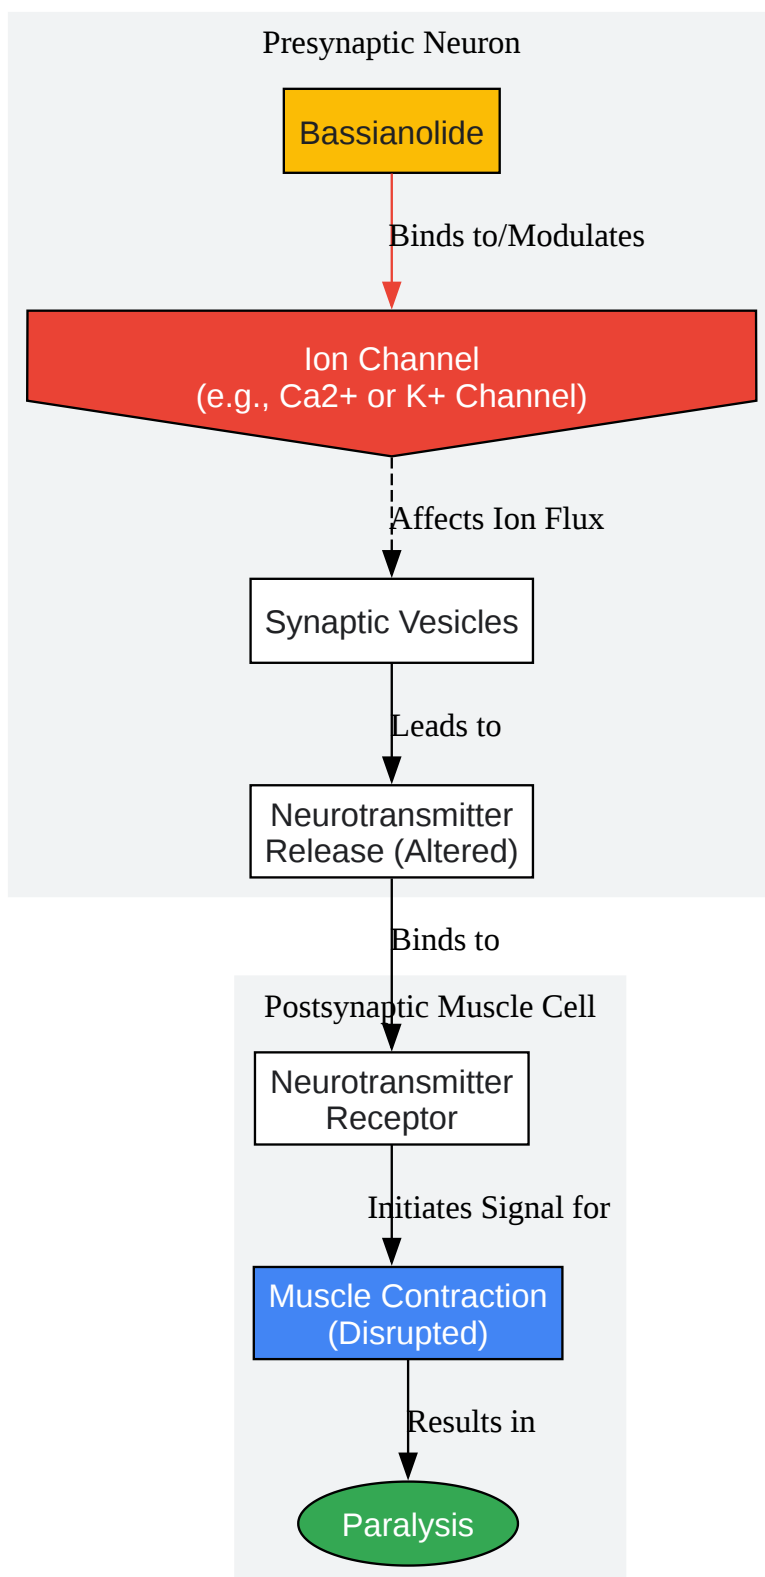 Presynaptic Neuron
Bassianolide
Binds to/Modulates
Ion Channel
(e.g., Ca2+ or K+ Channel)
Affects Ion Flux
Synaptic Vesicles
Leads to
Neurotransmitter
Release (Altered)
Binds to
Postsynaptic Muscle Cell
Neurotransmitter
Receptor
Initiates Signal for
Muscle Contraction
(Disrupted)
Results in
Paralysis